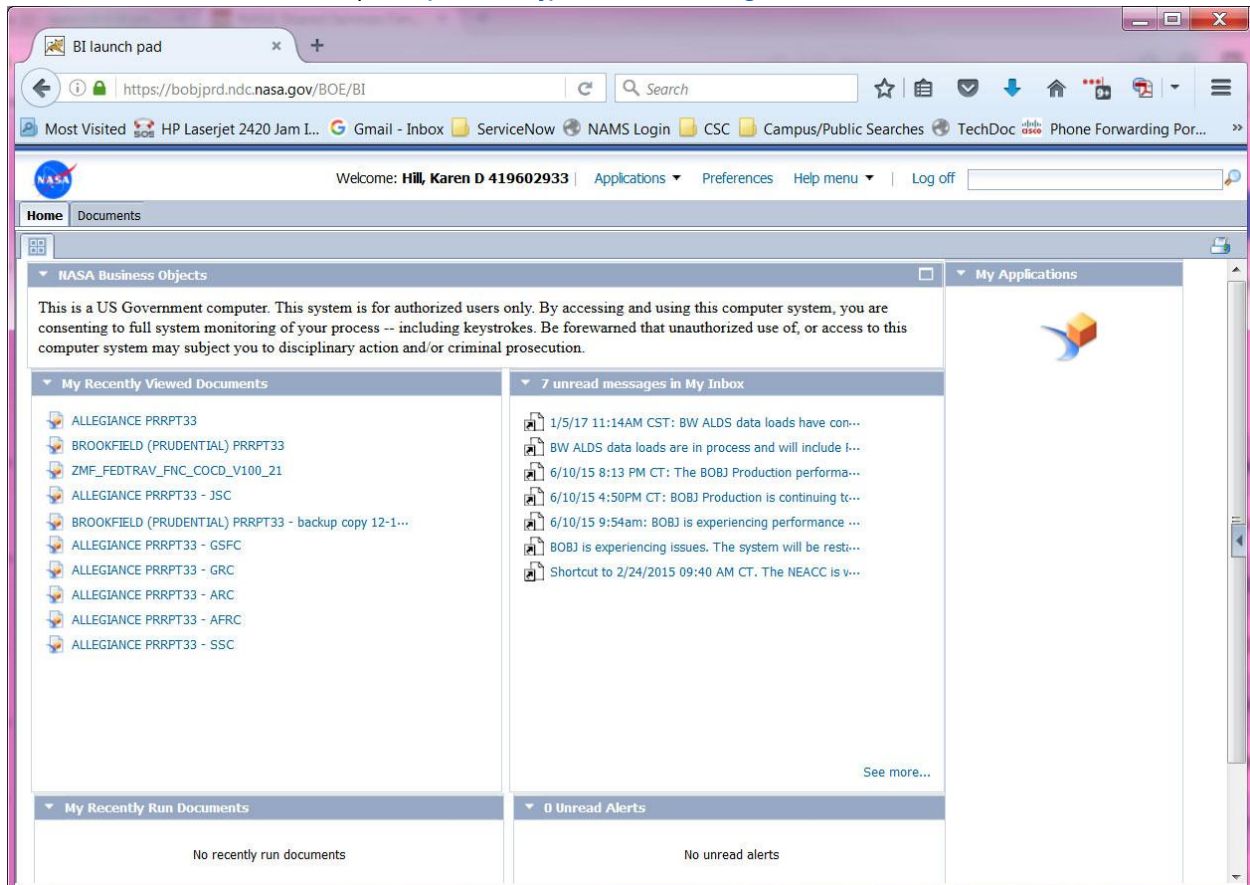 BI launch pad
https://bobjprd.ndc.nasa.gov/BOE/BI
Search
Most Visited HP Laserjet 2420 Jam I... Gmail - Inbox ServiceNow NAMS Login CSC Campus/Public Searches TechDoc Phone Forwarding Por...
NASA
Welcome: Hill, Karen D 419602933 | Applications Preferences Help menu | Log off
Home Documents
NASA Business Objects
My Applications
This is a US Government computer. This system is for authorized users only. By accessing and using this computer system, you are
consenting to full system monitoring of your process -- including keystrokes. Be forewarned that unauthorized use of, or access to this
computer system may subject you to disciplinary action and/or criminal prosecution.
My Recently Viewed Documents
ALLEGIANCE PRRPT33
BROOKFIELD (PRUDENTIAL) PRRPT33
ZMF_FEDTRAV_FNC_COCD_V100_21
ALLEGIANCE PRRPT33 - JSC
BROOKFIELD (PRUDENTIAL) PRRPT33 - backup copy 12-1...
ALLEGIANCE PRRPT33 - GSFC
ALLEGIANCE PRRPT33 - GRC
ALLEGIANCE PRRPT33 - ARC
ALLEGIANCE PRRPT33 - AFRC
ALLEGIANCE PRRPT33 - SSC
7 unread messages in My Inbox
1/5/17 11:14AM CST: BW ALDS data loads have con...
BW ALDS data loads are in process and will include
6/10/15 8:13 PM CT: The BOBJ Production performa...
6/10/15 4:50PM CT: BOBJ Production is continuing
6/10/15 9:54am: BOBJ is experiencing performance ...
BOBJ is experiencing issues. The system will be
Shortcut to 2/24/2015 09:40 AM CT. The NEACC is
See more...
My Recently Run Documents
No recently run documents
0 Unread Alerts
No unread alerts